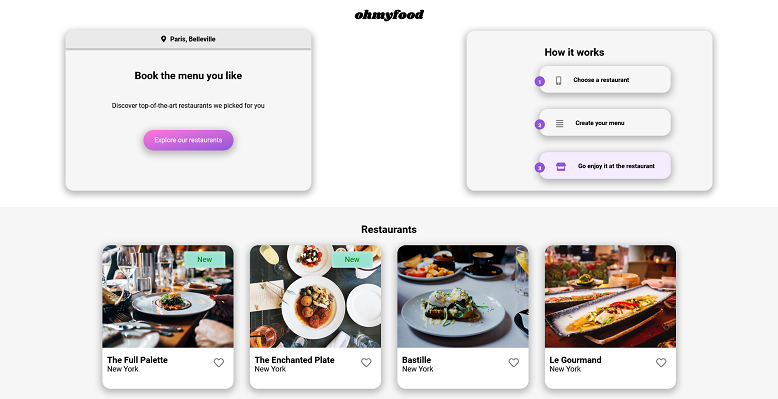 ohmyfood
Paris, Belleville
Book the menu you like
Discover top-of-the-art restaurants we picked for you
Explore our restaurants
How it works
1 Choose a restaurant
2 Create your menu
3 Go enjoy it at the restaurant
Restaurants
New
The Full Palette
New York
New
The Enchanted Plate
New York
Bastille
New York
Le Gourmand
New York